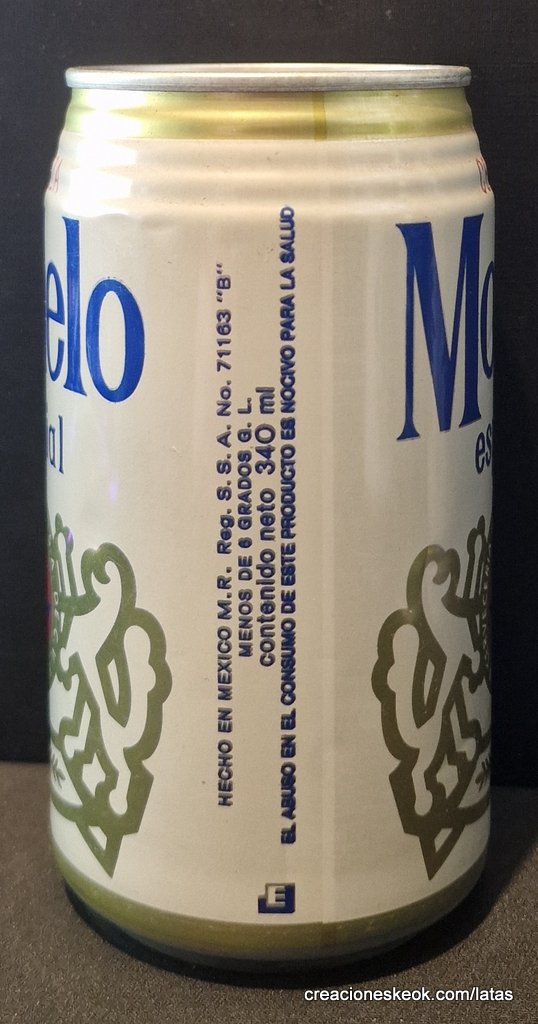 elo
ial
HECHO EN MEXICO M.R. Reg. S. S. A. No. 71163 "B"
MENOS DE 6 GRADOS G. L.
contenido neto 340 ml
EL ABUSO EN EL CONSUMO DE ESTE PRODUCTO ES NOCIVO PARA LA SALUD
E
Mo
es
creacioneskeok.com/latas